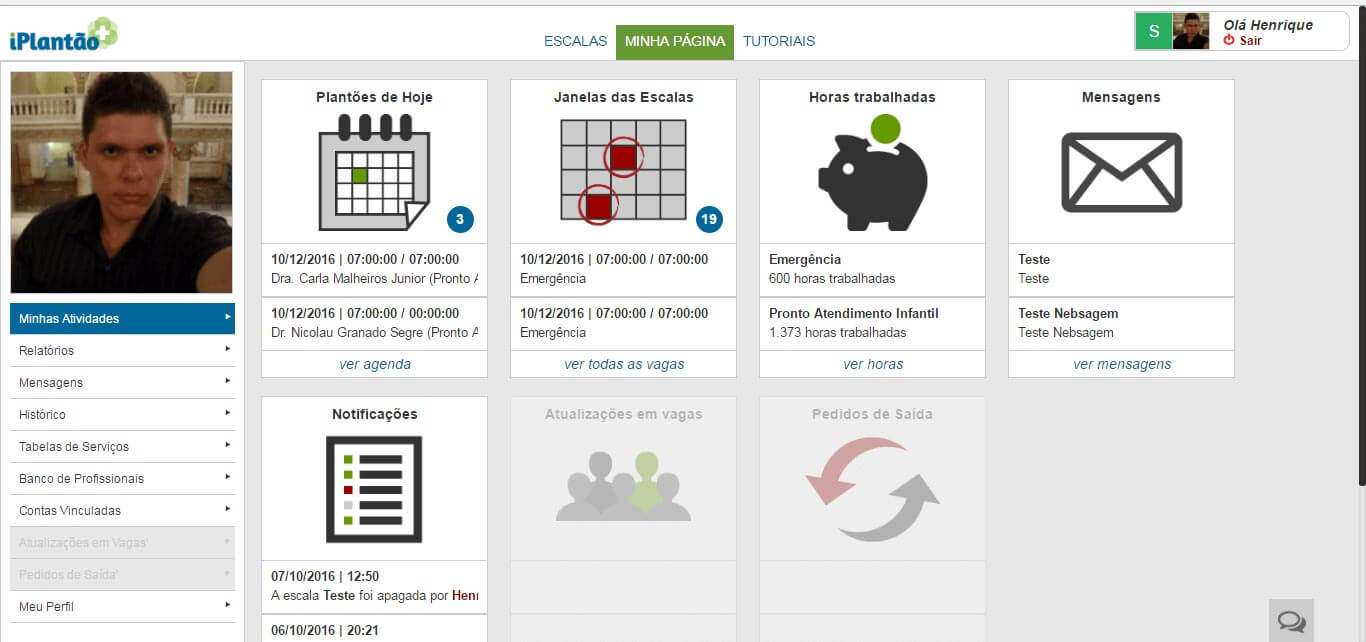 iPlantão
ESCALAS
MINHA PÁGINA
TUTORIAIS
S
Olá Henrique
Sair
Minhas Atividades
Relatórios
Mensagens
Histórico
Tabelas de Serviços
Banco de Profissionais
Contas Vinculadas
Atualizações em Vagas'
Pedidos de Saída'
Meu Perfil
Plantões de Hoje
3
10/12/2016 | 07:00:00 / 07:00:00
Dra. Carla Malheiros Junior (Pronto A
10/12/2016 | 07:00:00 / 00:00:00
Dr. Nicolau Granado Segre (Pronto A
ver agenda
Janelas das Escalas
19
10/12/2016 | 07:00:00 / 07:00:00
Emergência
10/12/2016 | 07:00:00 / 07:00:00
Emergência
ver todas as vagas
Horas trabalhadas
Emergência
600 horas trabalhadas
Pronto Atendimento Infantil
1.373 horas trabalhadas
ver horas
Mensagens
Teste
Teste
Teste Nebsagem
Teste Nebsagem
ver mensagens
Notificações
07/10/2016 | 12:50
A escala Teste foi apagada por Henr
06/10/2016 | 20:21
Atualizações em vagas
Pedidos de Saída